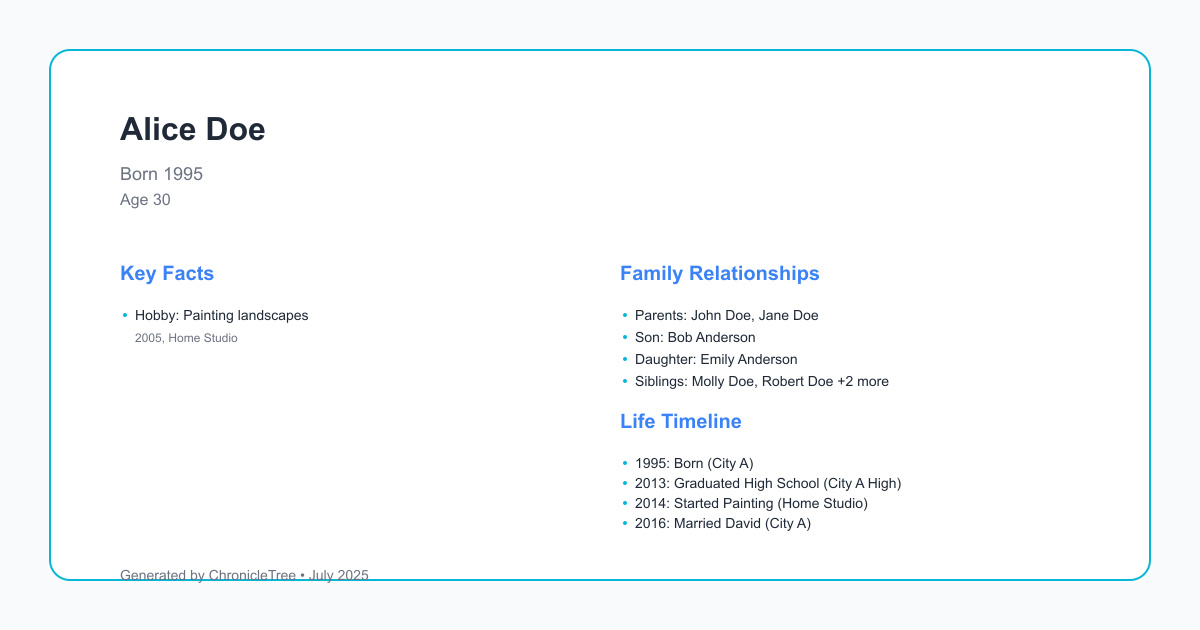 Alice Doe
Born 1995
Age 30
Key Facts
• Hobby: Painting landscapes
2005, Home Studio
Family Relationships
• Parents: John Doe, Jane Doe
• Son: Bob Anderson
• Daughter: Emily Anderson
• Siblings: Molly Doe, Robert Doe +2 more
Life Timeline
• 1995: Born (City A)
• 2013: Graduated High School (City A High)
• 2014: Started Painting (Home Studio)
• 2016: Married David (City A)
Generated by ChronicleTree • July 2025